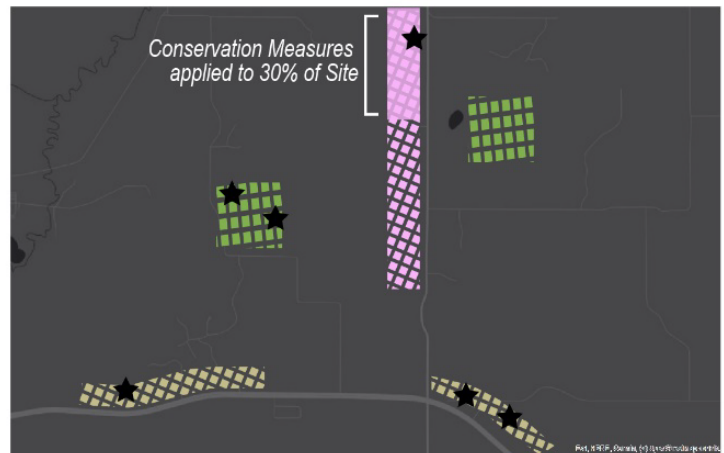 Conservation Measures
applied to 30% of Site